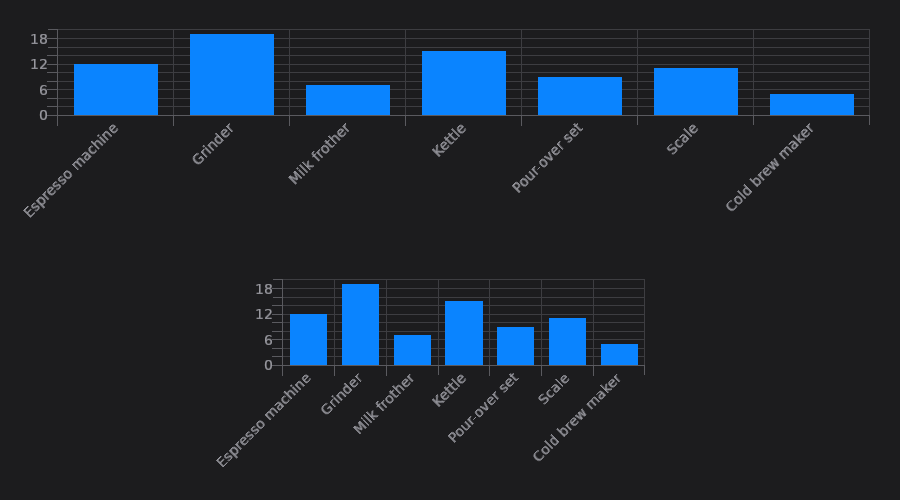 18
12
6
0
Espresso machine
Grinder
Milk frother
Kettle
Pour-over set
Scale
Cold brew maker
18
12
6
0
Espresso machine
Grinder
Milk frother
Kettle
Pour-over set
Scale
Cold brew maker